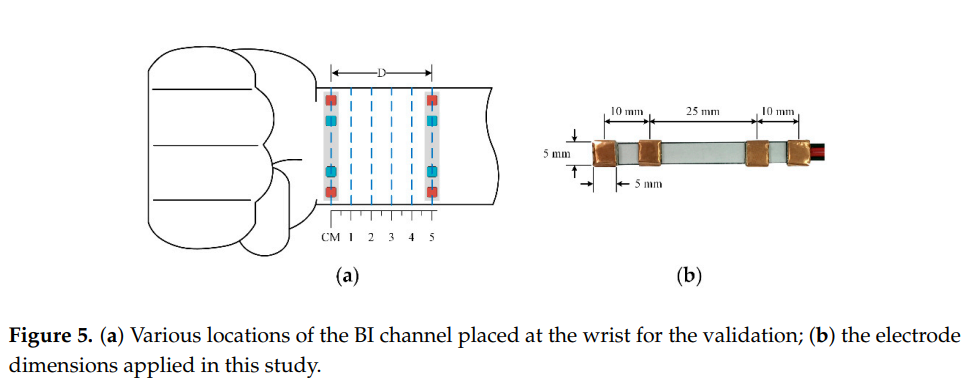 D
CM 1 2 3 4 5
(a)
10 mm 25 mm 10 mm
5 mm
5 mm
(b)
Figure 5. (a) Various locations of the BI channel placed at the wrist for the validation; (b) the electrode
dimensions applied in this study.